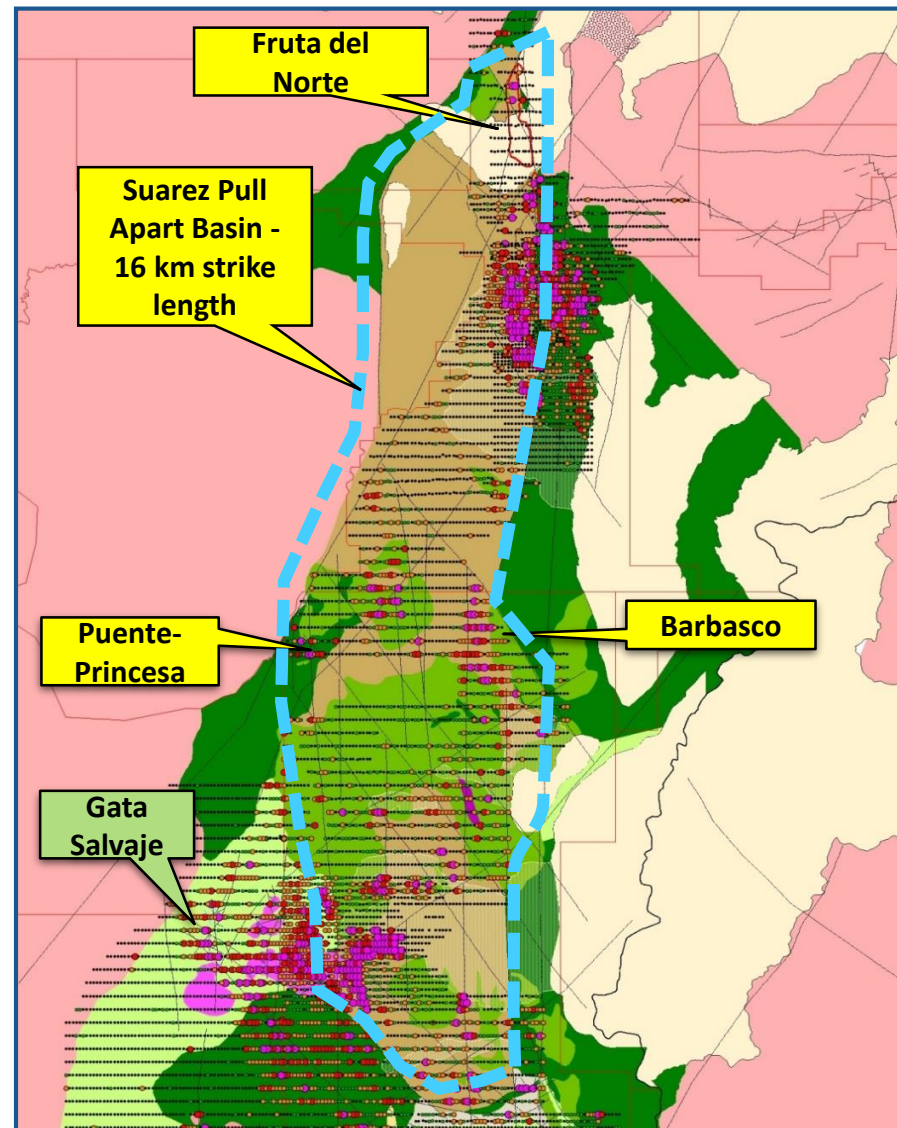 Fruta del
Norte
Suarez Pull
Apart Basin -
16 km strike
length
Puente-
Princesa
Barbasco
Gata
Salvaje